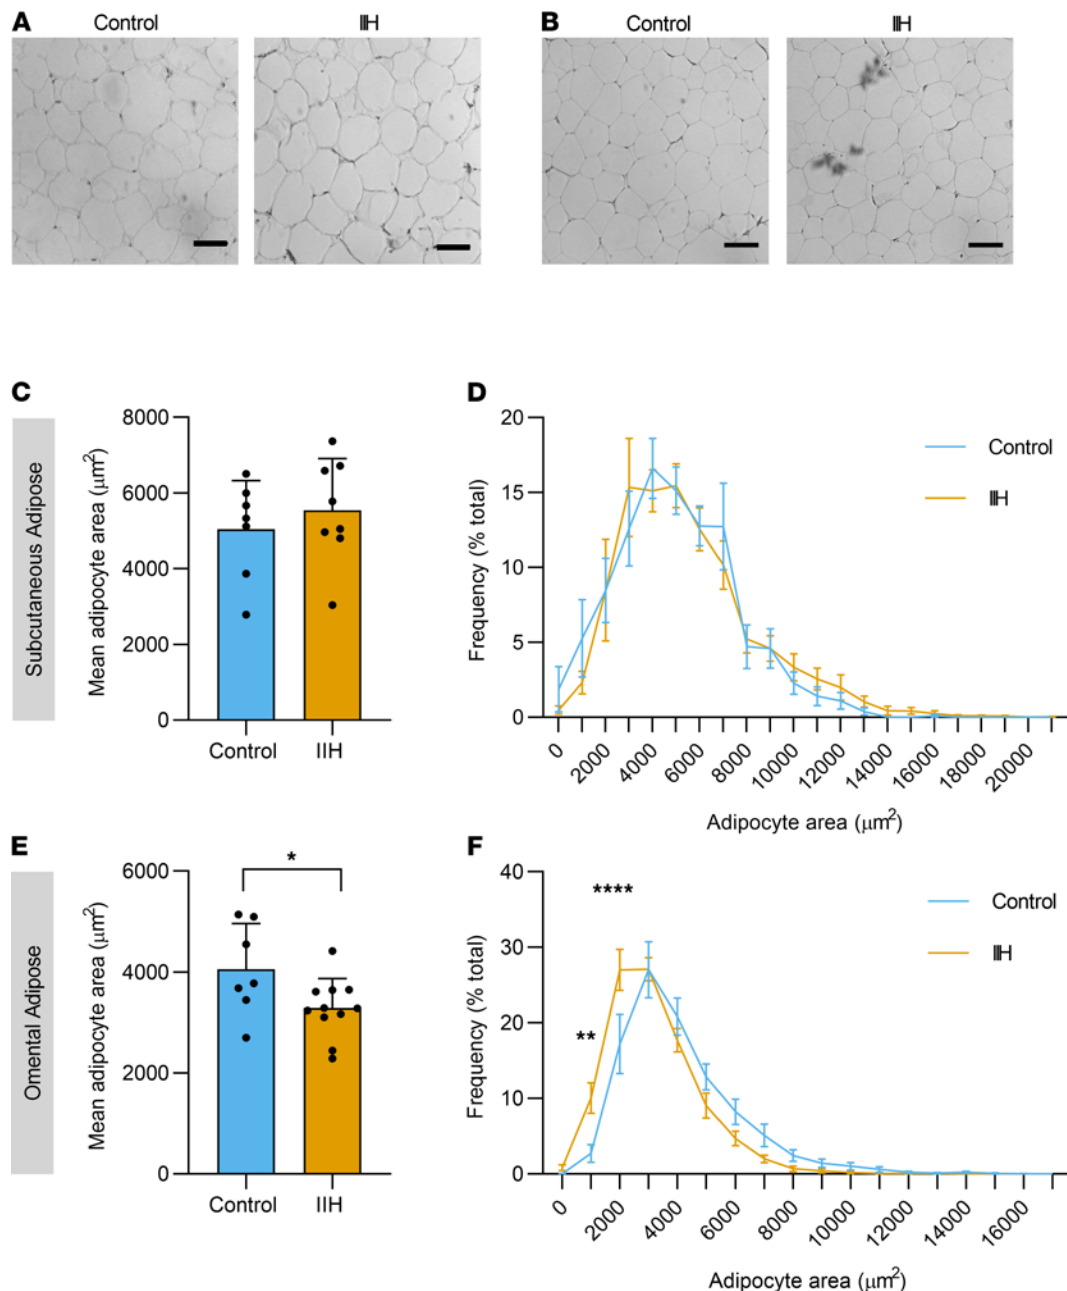 A
Control
IIH
B
Control
IIH
C
Subcutaneous Adipose
Mean adipocyte area (μm²)
8000
6000
4000
2000
0
Control
IIH
D
Frequency (% total)
20
15
10
5
0
Control
IIH
0
2000
4000
6000
8000
10000
12000
14000
16000
18000
20000
Adipocyte area (μm²)
E
Omental Adipose
Mean adipocyte area (μm²)
6000
4000
2000
0
*
Control
IIH
F
Frequency (% total)
40
30
20
10
0
****
**
Control
IIH
0
2000
4000
6000
8000
10000
12000
14000
16000
Adipocyte area (μm²)